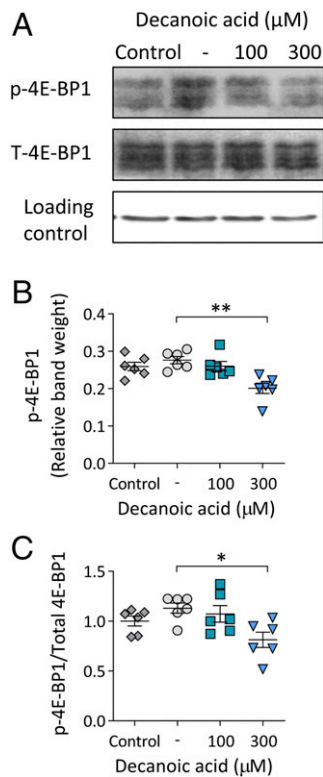 A
Decanoic acid (µM)
Control - 100 300
p-4E-BP1
T-4E-BP1
Loading
control
B
**
p-4E-BP1
(Relative band weight)
0.4
0.3
0.2
0.1
0.0
Control - 100 300
Decanoic acid (µM)
C
*
p-4E-BP1/Total 4E-BP1
1.5
1.0
0.5
0.0
Control - 100 300
Decanoic acid (µM)